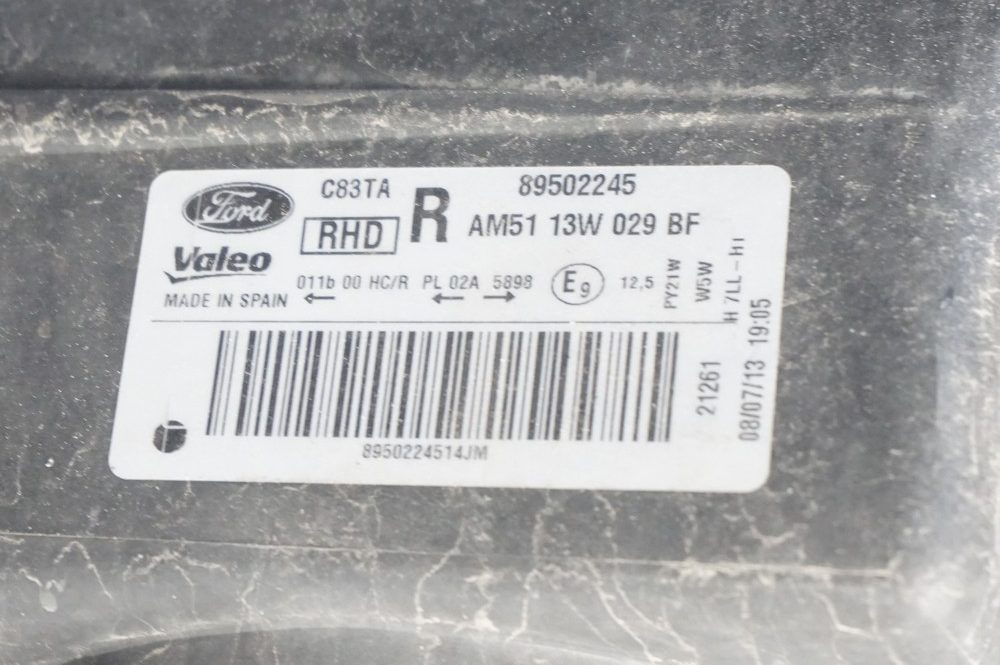 Ford
C83TA
R
89502245
RHD
AM51 13W 029 BF
Valeo
MADE IN SPAIN
011b 00 HC/R PL 02A 5898
← ← →
E9
12,5
PY21W
W5W
H7LL-H1
8950224514JM
21261
08/07/13 19:05